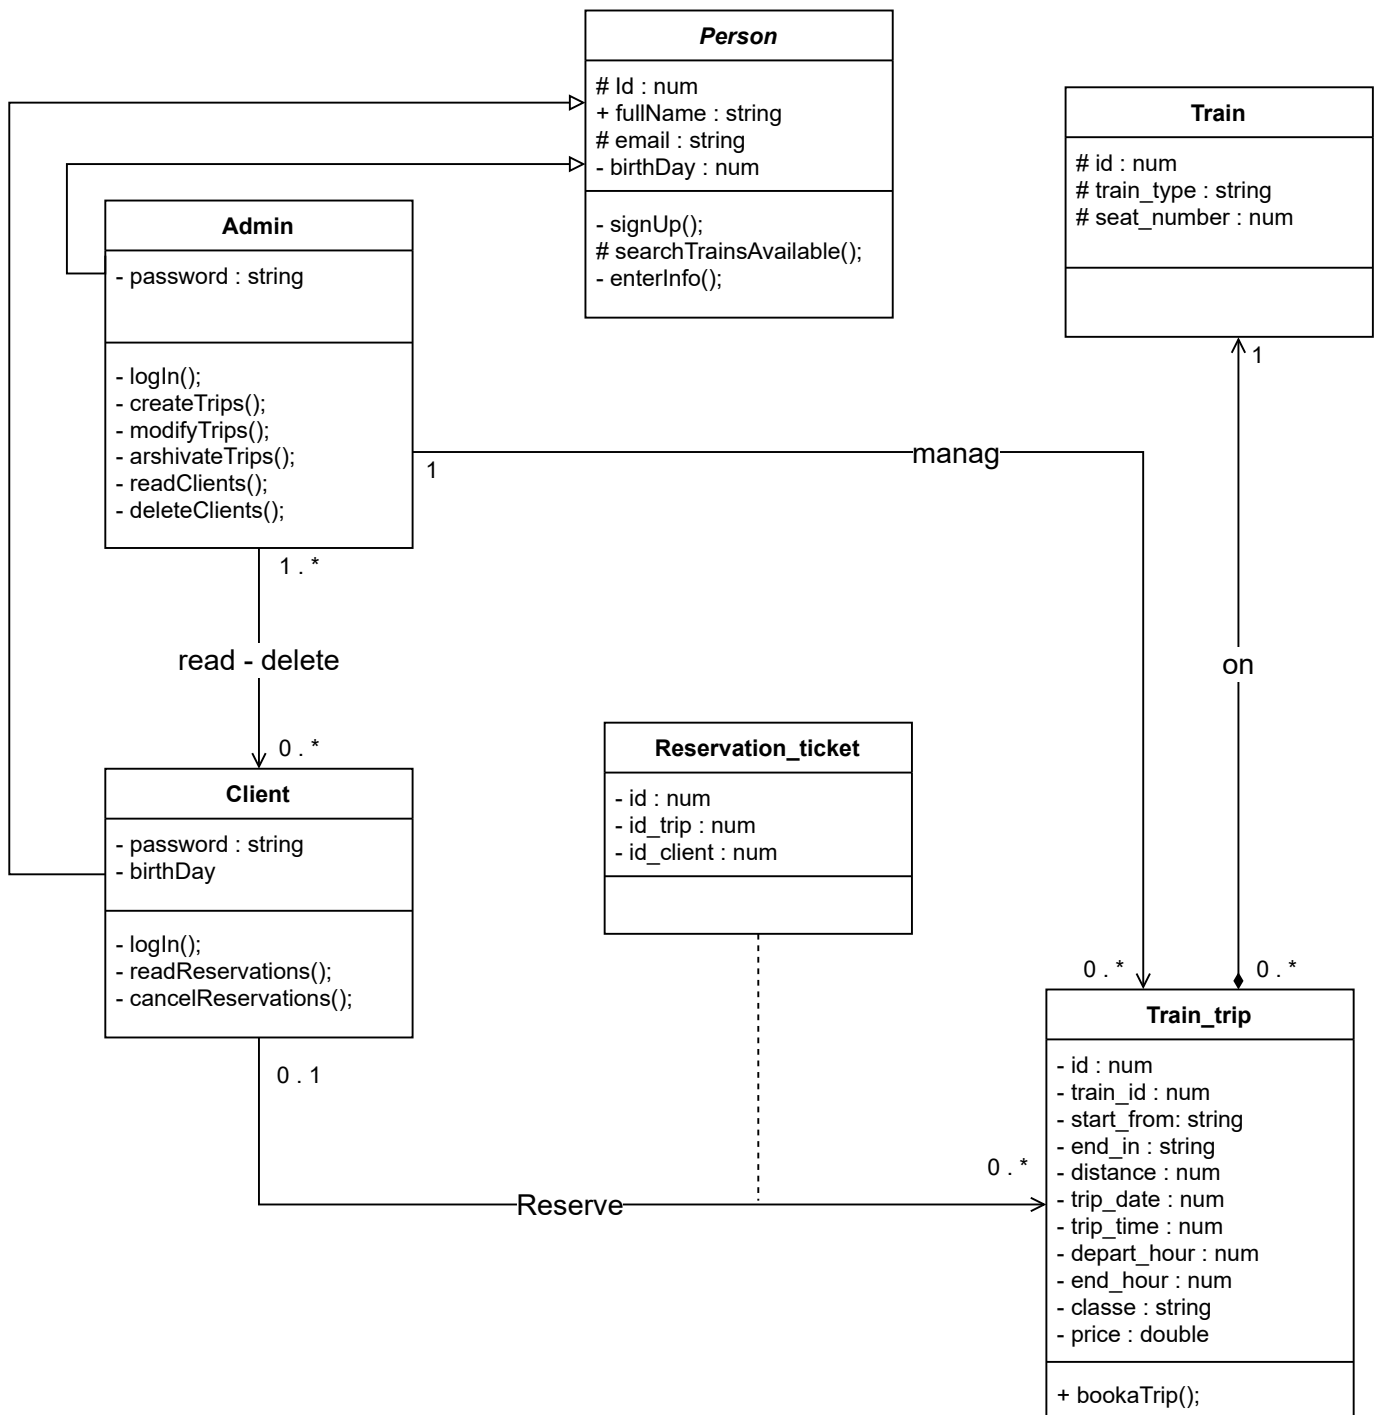 Person
# Id : num
+ fullName : string
# email : string
- birthDay : num
- signUp();
# searchTrainsAvailable();
- enterInfo();
Train
# id : num
# train_type : string
# seat_number : num
1
Admin
- password : string
- logIn();
- createTrips();
- modifyTrips();
- arshivateTrips();
- readClients();
- deleteClients();
1
manag
1 . *
read - delete
on
0 . *
Client
- password : string
- birthDay
- logIn();
- readReservations();
- cancelReservations();
0 . 1
Reservation_ticket
- id : num
- id_trip : num
- id_client : num
0 . *
0 . *
Reserve
0 . *
Train_trip
- id : num
- train_id : num
- start_from: string
- end_in : string
- distance : num
- trip_date : num
- trip_time : num
- depart_hour : num
- end_hour : num
- classe : string
- price : double
+ bookaTrip();